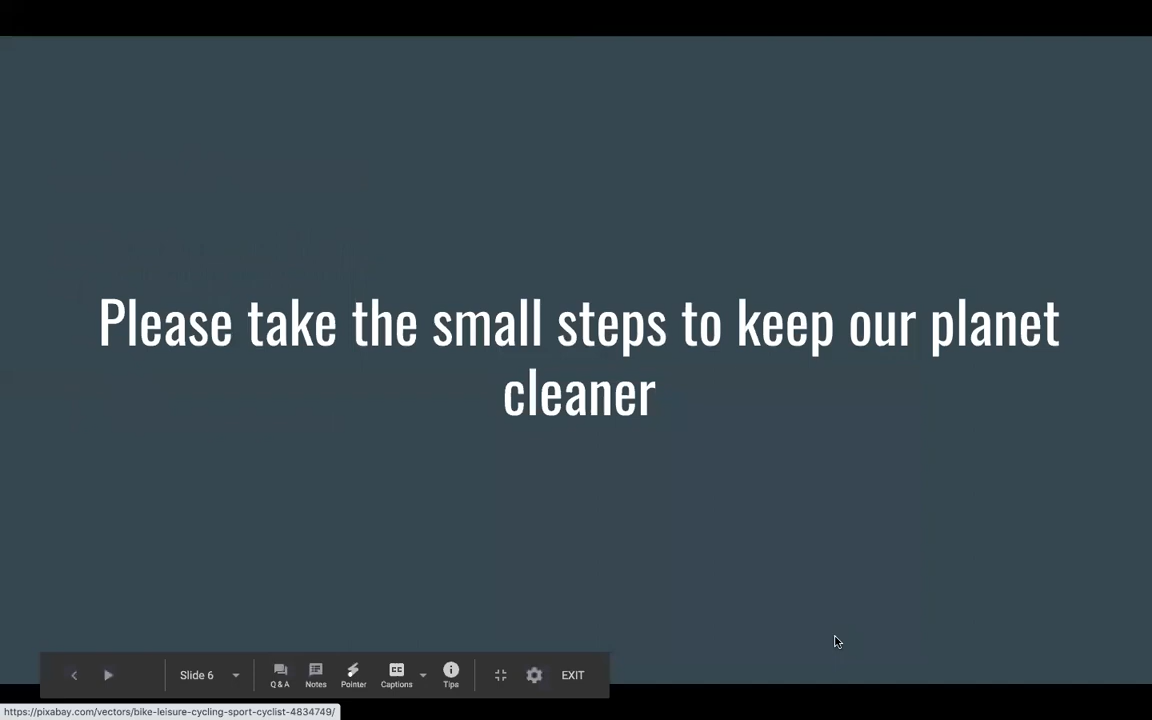 Please take the small steps to keep our planet
cleaner
Slide 6
Q & A
Notes
Pointer
CC
Captions
Tips
EXIT
https://pixabay.com/vectors/bike-leisure-cycling-sport-cyclist-4834749/